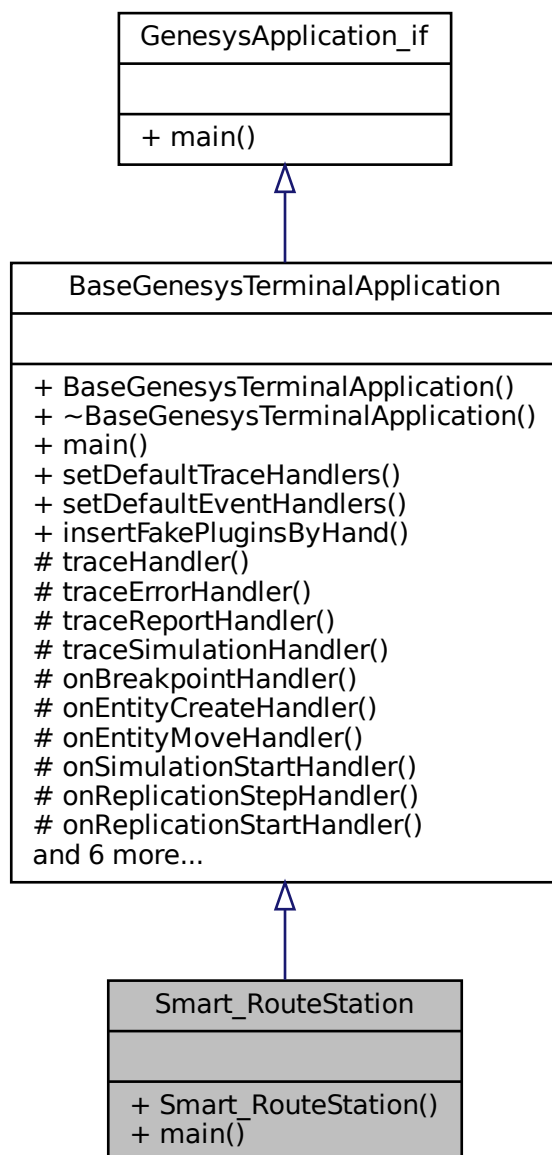 GenesysApplication_if
+ main()
BaseGenesysTerminalApplication
+ BaseGenesysTerminalApplication()
+ ~BaseGenesysTerminalApplication()
+ main()
+ setDefaultTraceHandlers()
+ setDefaultEventHandlers()
+ insertFakePluginsByHand()
# traceHandler()
# traceErrorHandler()
# traceReportHandler()
# traceSimulationHandler()
# onBreakpointHandler()
# onEntityCreateHandler()
# onEntityMoveHandler()
# onSimulationStartHandler()
# onReplicationStepHandler()
# onReplicationStartHandler()
and 6 more...
Smart_RouteStation
+ Smart_RouteStation()
+ main()